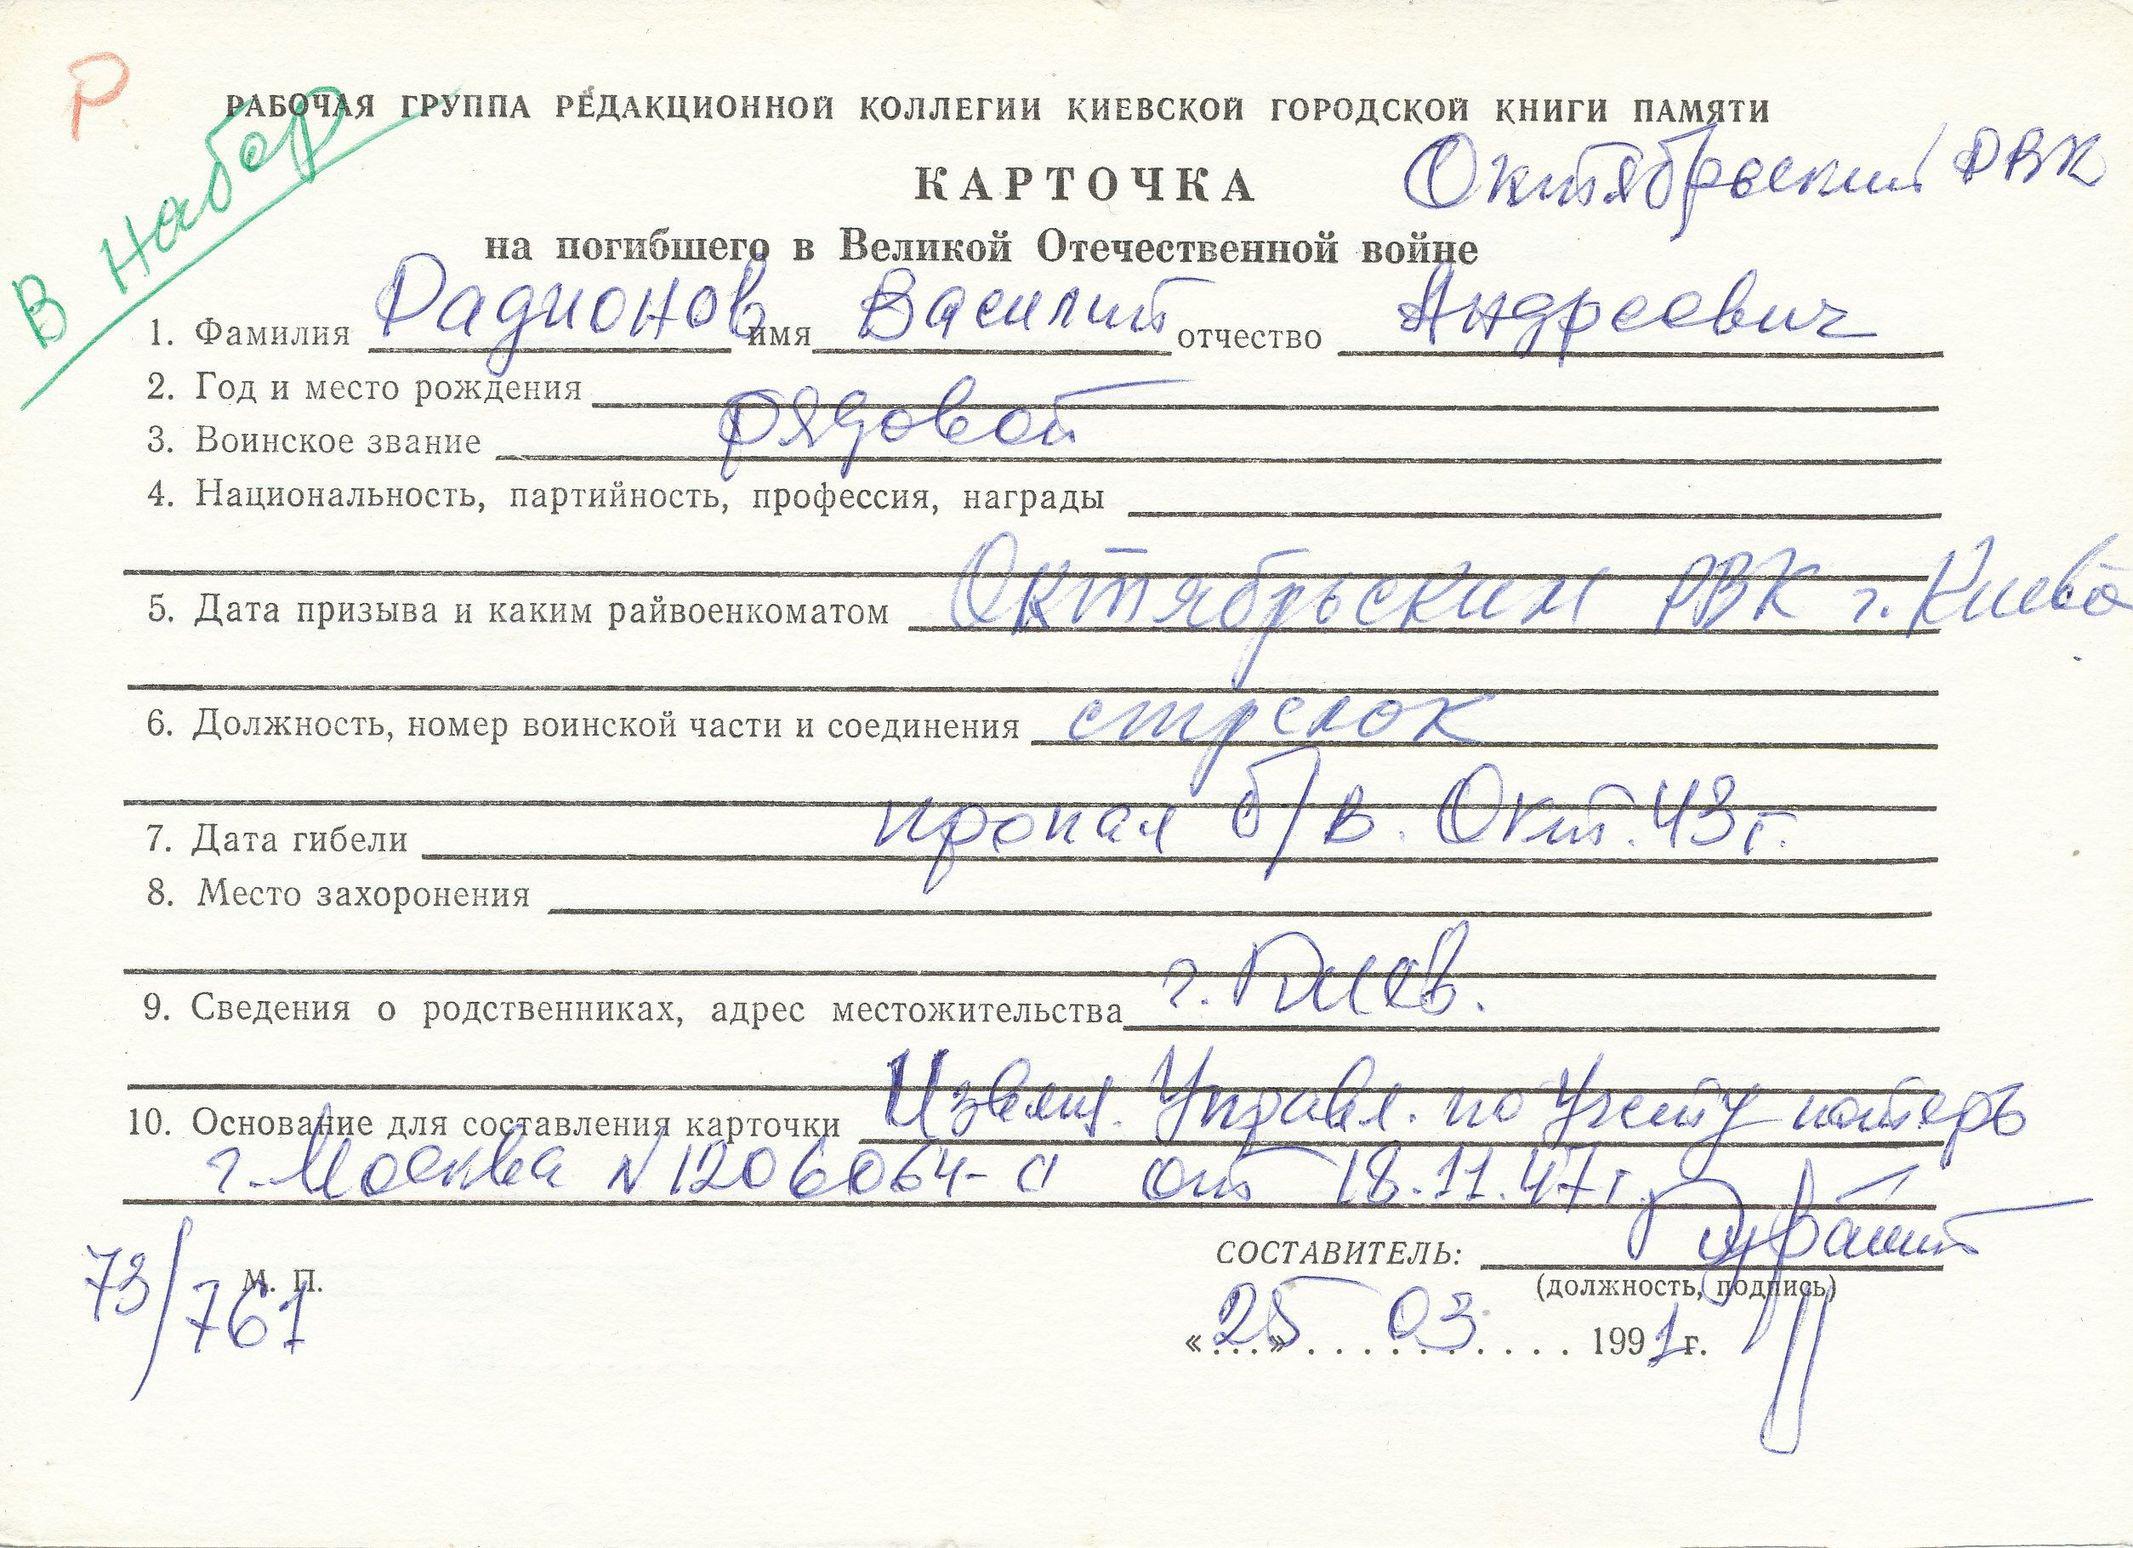 Р
В набор
РАБОЧАЯ ГРУППА РЕДАКЦИОННОЙ КОЛЛЕГИИ КИЕВСКОЙ ГОРОДСКОЙ КНИГИ ПАМЯТИ
КАРТОЧКА Октябрьский РВК
на погибшего в Великой Отечественной войне
1. Фамилия Радионов имя Василий отчество Андреевич
2. Год и место рождения
3. Воинское звание рядовой
4. Национальность, партийность, профессия, награды
5. Дата призыва и каким райвоенкоматом Октябрьским РВК г. Киева
6. Должность, номер воинской части и соединения стрелок
7. Дата гибели пропал б/в. Окт. 43 г.
8. Место захоронения
9. Сведения о родственниках, адрес местожительства г. Киев.
10. Основание для составления карточки Извещ. Управл. по Учету потерь
г. Москва N 1206064-с от 18.11.47 г.
СОСТАВИТЕЛЬ:
(должность, подпись)
73/761 М. П.
«25» 03 1991 г.